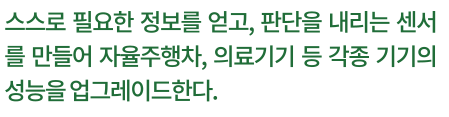 스스로 필요한 정보를 얻고, 판단을 내리는 센서
를 만들어 자율주행차, 의료기기 등 각종 기기의
성능을 업그레이드한다.